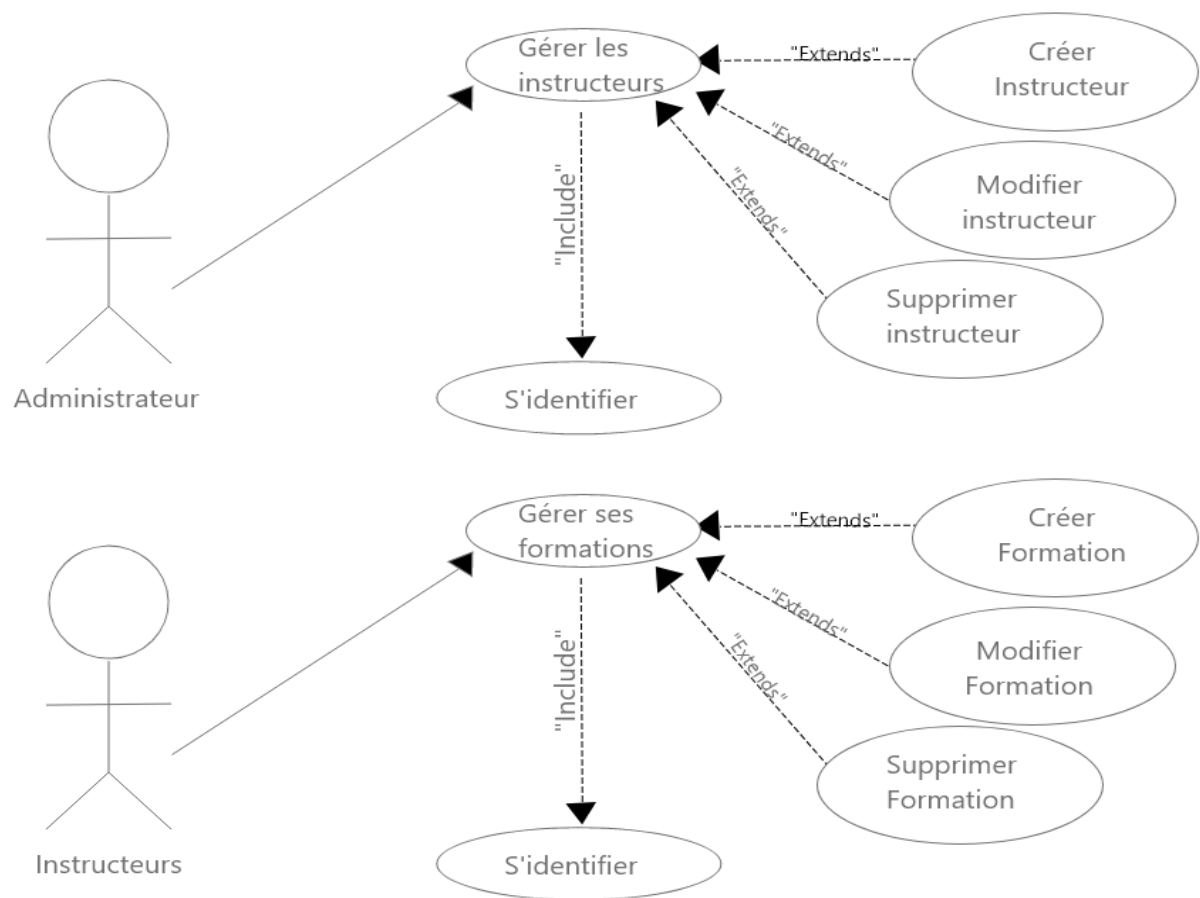 Gérer les
instructeurs
"Extends"
Créer
Instructeur
"Extends"
Modifier
instructeur
"Extends"
Supprimer
instructeur
"Include"
Administrateur
S'identifier
Gérer ses
formations
"Extends"
Créer
Formation
"Extends"
Modifier
Formation
"Extends"
Supprimer
Formation
"Include"
Instructeurs
S'identifier